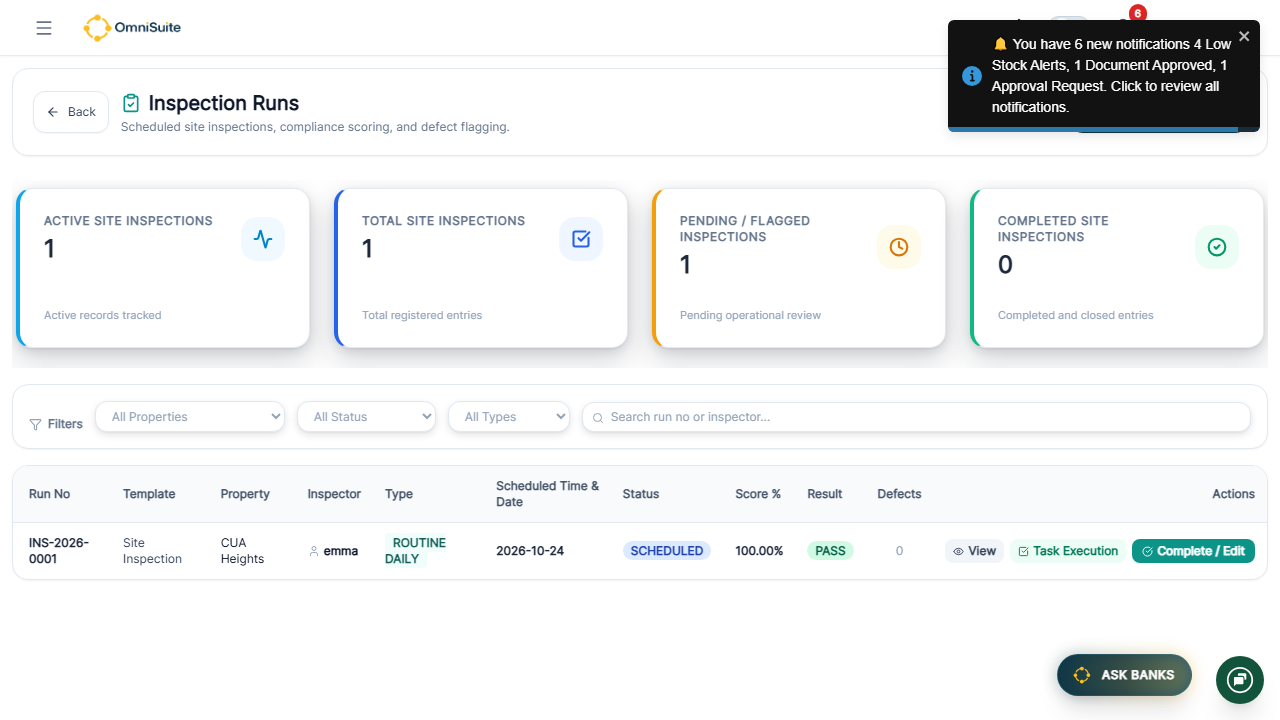 OmniSuite
6
🔔 You have 6 new notifications 4 Low
Stock Alerts, 1 Document Approved, 1
Approval Request. Click to review all
notifications.
Back
Inspection Runs
Scheduled site inspections, compliance scoring, and defect flagging.
ACTIVE SITE INSPECTIONS
1
Active records tracked
TOTAL SITE INSPECTIONS
1
Total registered entries
PENDING / FLAGGED
INSPECTIONS
1
Pending operational review
COMPLETED SITE
INSPECTIONS
0
Completed and closed entries
Filters
All Properties
All Status
All Types
Search run no or inspector...
Run No
Template
Property
Inspector
Type
Scheduled Time &
Date
Status
Score %
Result
Defects
Actions
INS-2026-
0001
Site
Inspection
CUA
Heights
emma
ROUTINE
DAILY
2026-10-24
SCHEDULED
100.00%
PASS
0
View
Task Execution
Complete / Edit
ASK BANKS